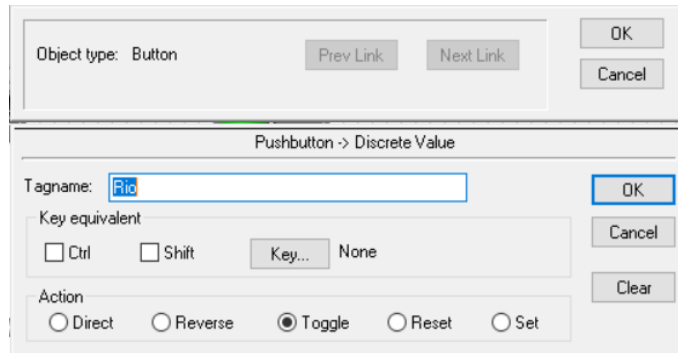 OK
Object type: Button Prev Link Next Link
Cancel
Pushbutton -> Discrete Value
Tagname: Rio OK
Key equivalent
Cancel
Ctrl Shift Key... None
Clear
Action
Direct Reverse Toggle Reset Set